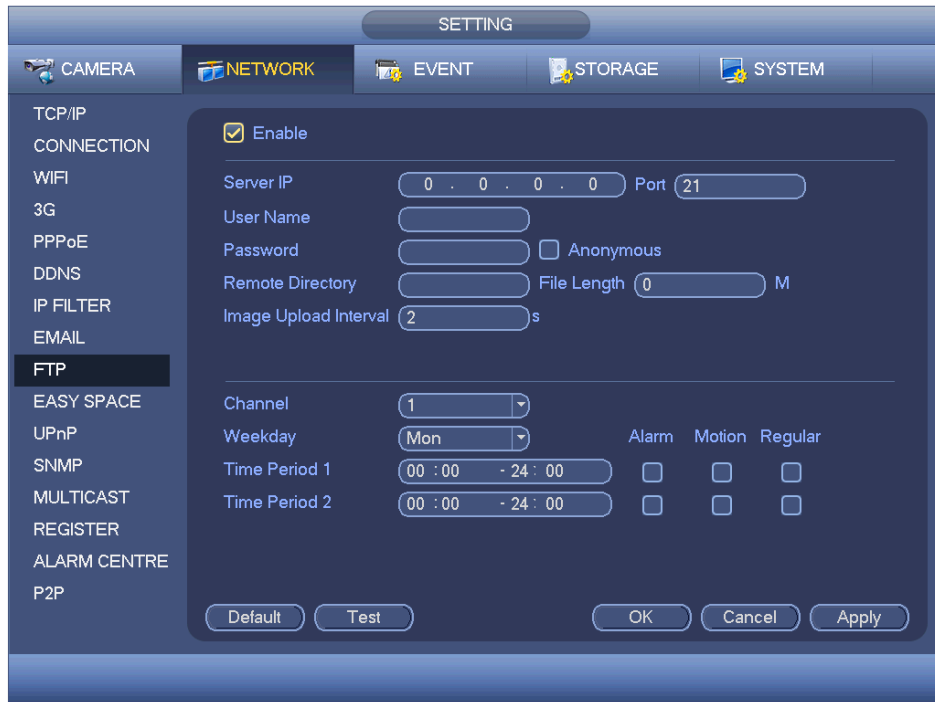 SETTING
CAMERA NETWORK EVENT STORAGE SYSTEM
TCP/IP
CONNECTION
WIFI
3G
PPPoE
DDNS
IP FILTER
EMAIL
FTP
EASY SPACE
UPnP
SNMP
MULTICAST
REGISTER
ALARM CENTRE
P2P
Enable
Server IP 0 . 0 . 0 . 0 Port 21
User Name
Password Anonymous
Remote Directory File Length 0 M
Image Upload Interval 2 s
Channel 1
Weekday Mon Alarm Motion Regular
Time Period 1 00 :00 - 24 : 00
Time Period 2 00 :00 - 24 : 00
Default Test OK Cancel Apply